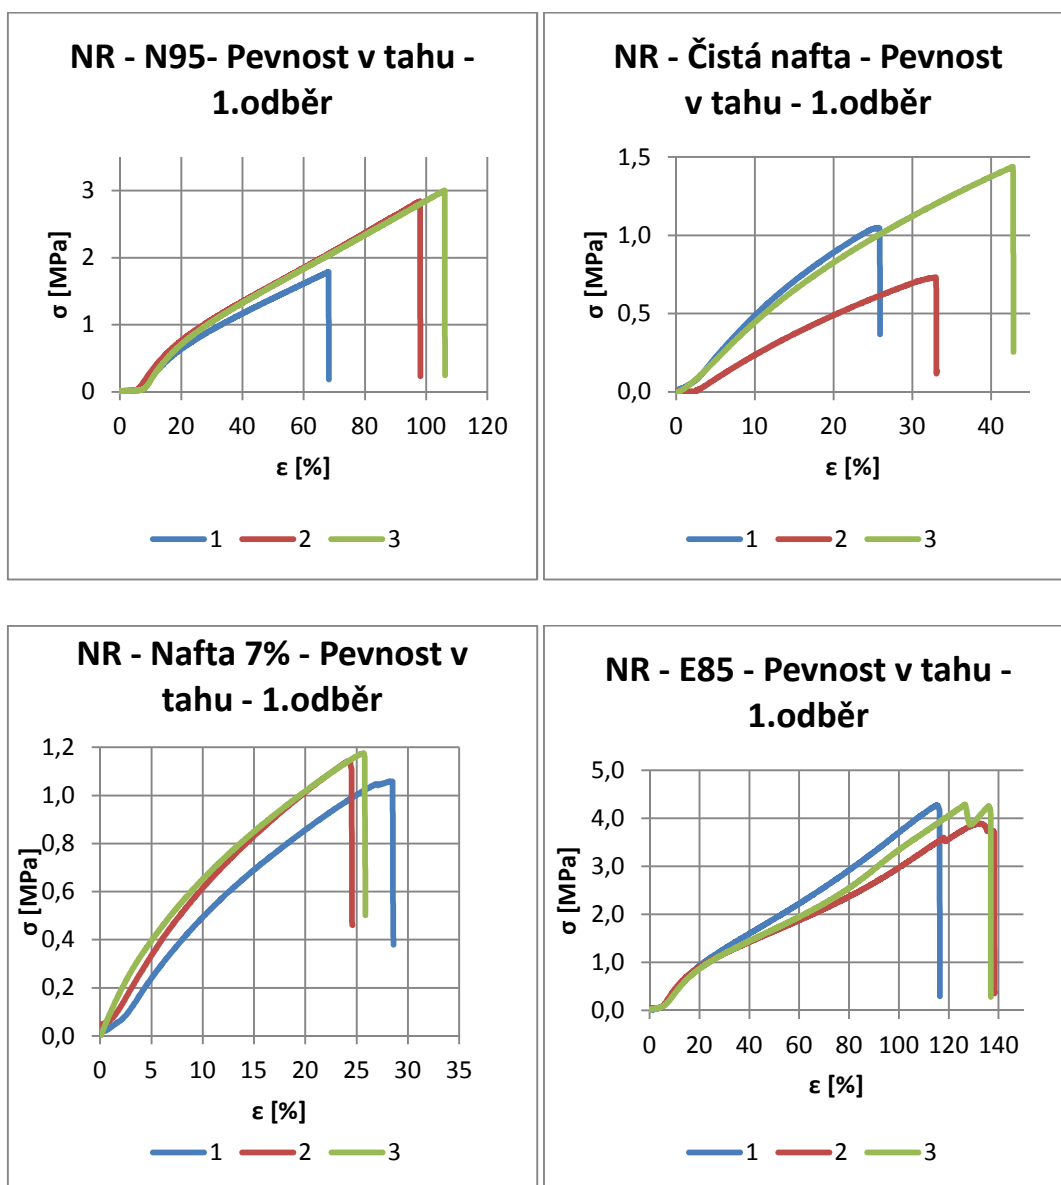 NR - N95- Pevnost v tahu -
1.odběr
3
2
1
0
σ [MPa]
0 20 40 60 80 100 120
ε [%]
1 2 3
NR - Čistá nafta - Pevnost
v tahu - 1.odběr
1,5
1,0
0,5
0,0
σ [MPa]
0 10 20 30 40
ε [%]
1 2 3
NR - Nafta 7% - Pevnost v
tahu - 1.odběr
1,2
1,0
0,8
0,6
0,4
0,2
0,0
σ [MPa]
0 5 10 15 20 25 30 35
ε [%]
1 2 3
NR - E85 - Pevnost v tahu -
1.odběr
5,0
4,0
3,0
2,0
1,0
0,0
σ [MPa]
0 20 40 60 80 100 120 140
ε [%]
1 2 3